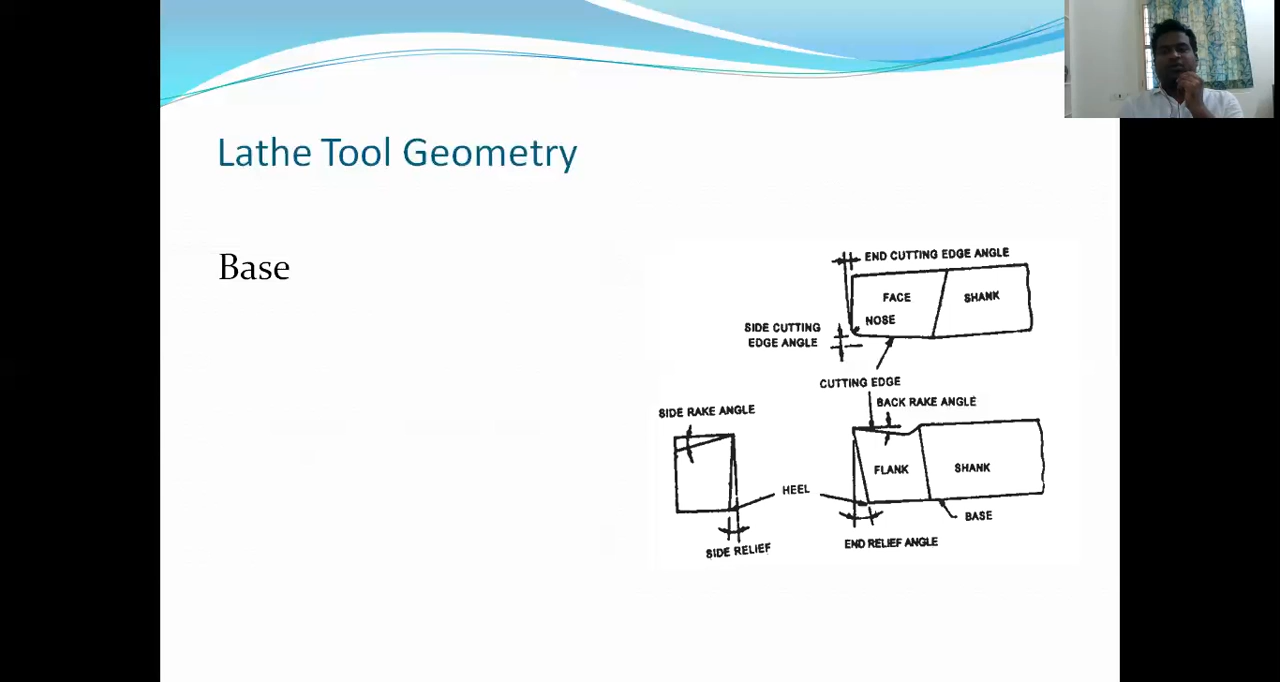 Lathe Tool Geometry
Base
END CUTTING EDGE ANGLE
FACE
SHANK
NOSE
SIDE CUTTING
EDGE ANGLE
CUTTING EDGE
BACK RAKE ANGLE
SIDE RAKE ANGLE
FLANK
SHANK
HEEL
BASE
END RELIEF ANGLE
SIDE RELIEF